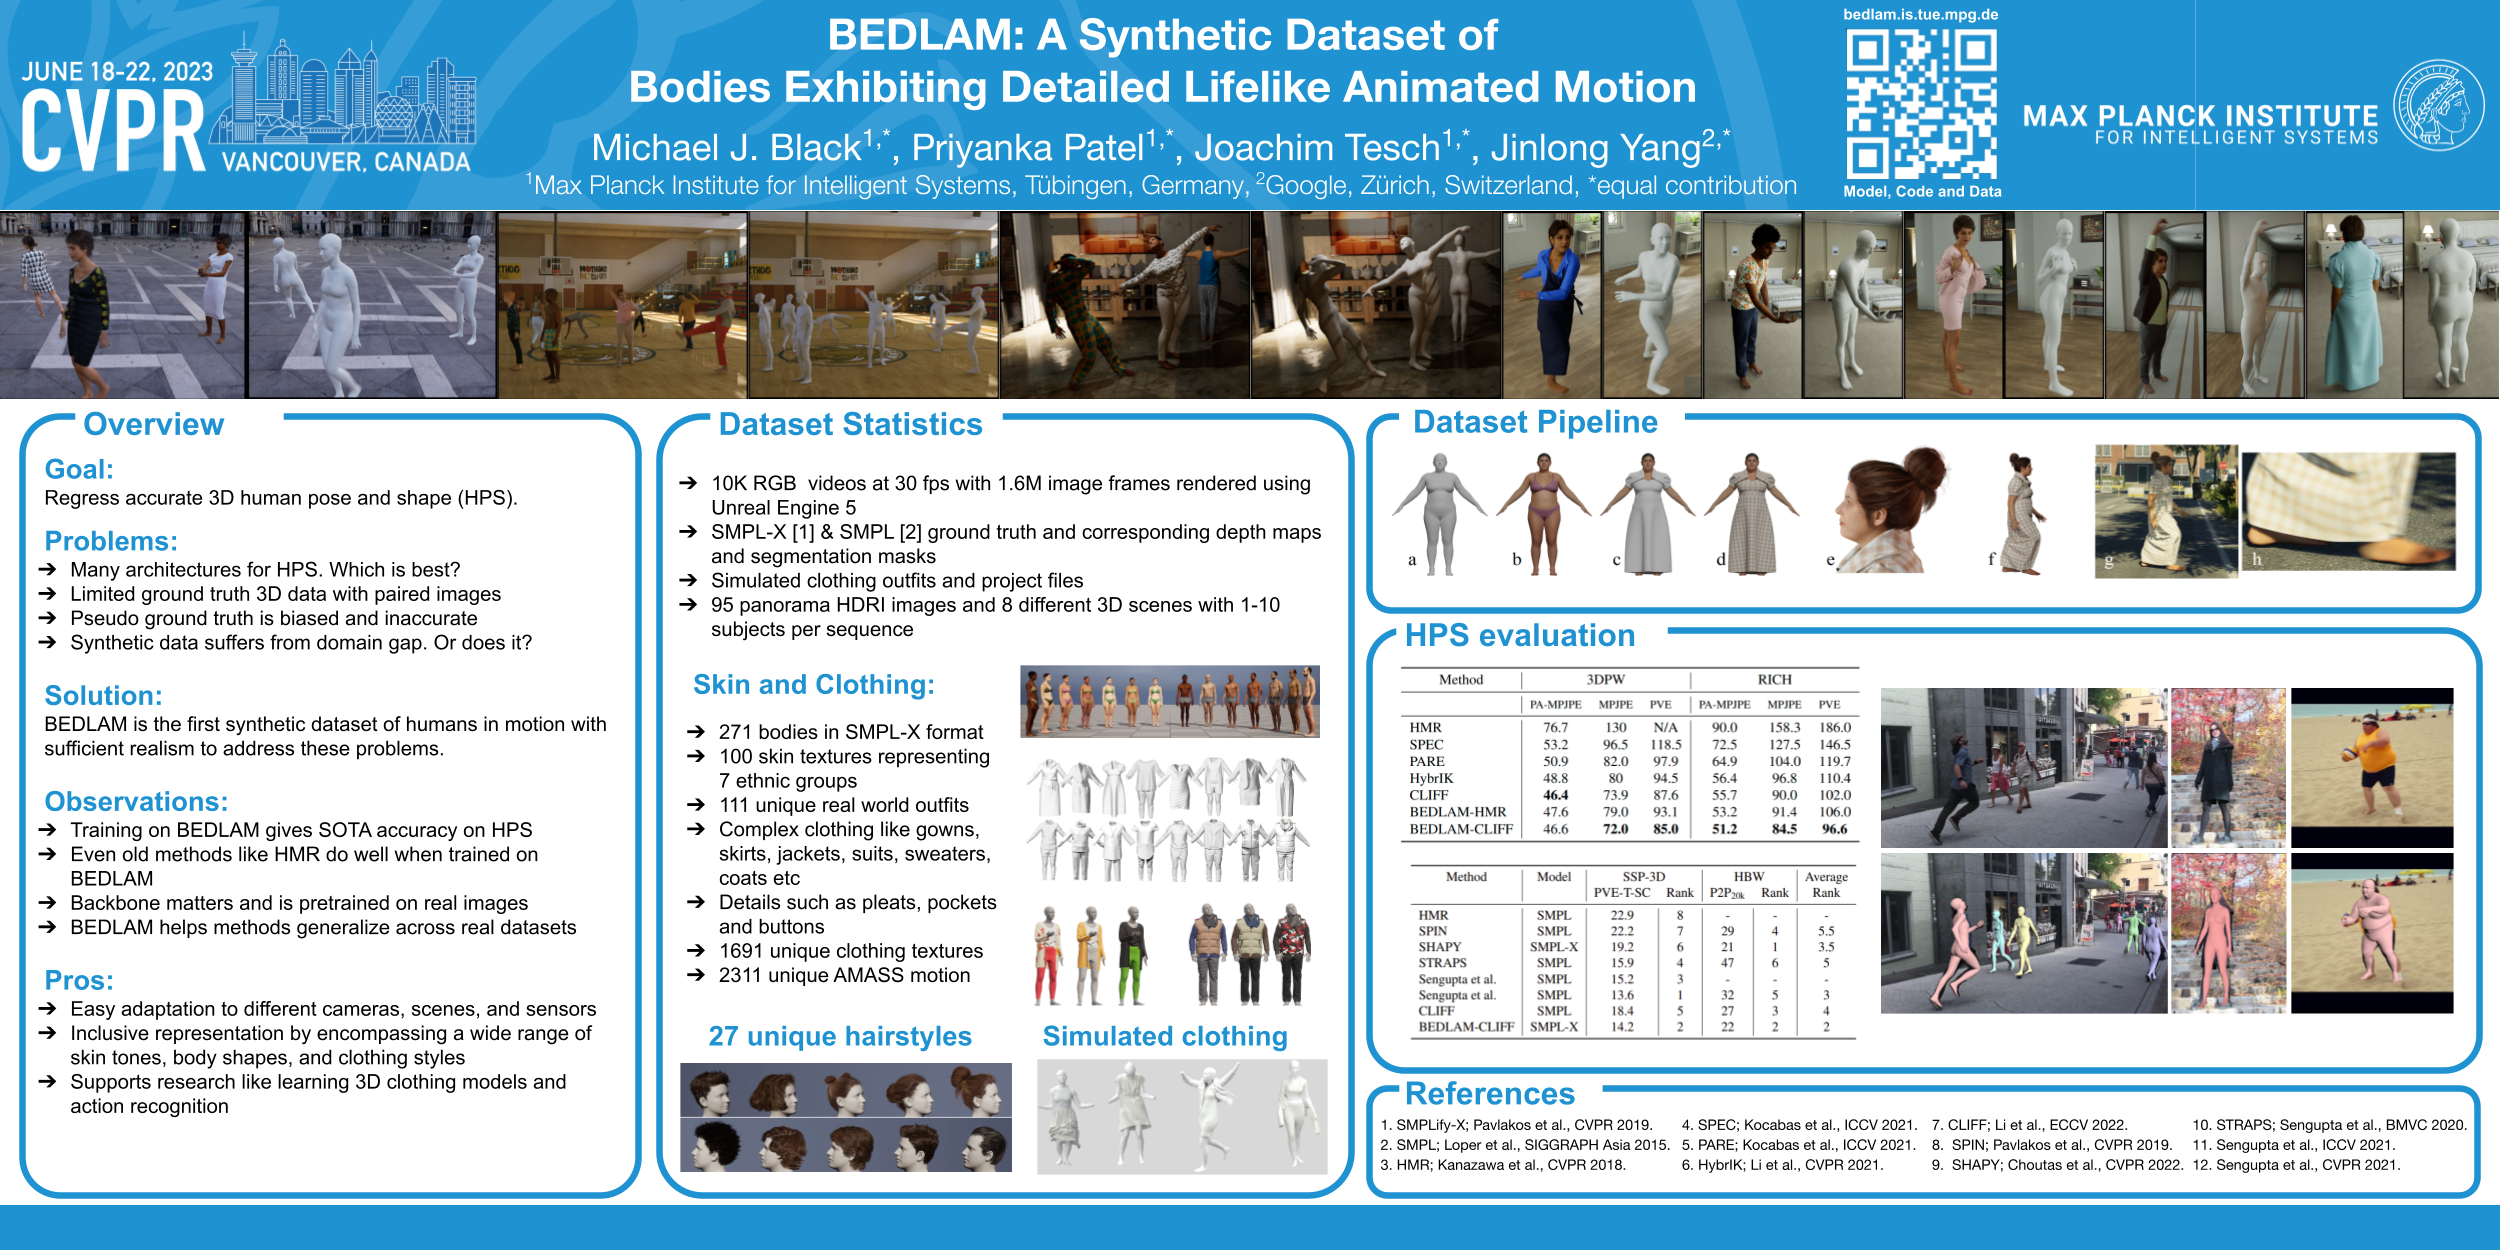 JUNE 18-22, 2023
CVPR
VANCOUVER, CANADA
BEDLAM: A Synthetic Dataset of
Bodies Exhibiting Detailed Lifelike Animated Motion
Michael J. Black1,*, Priyanka Patel1,*, Joachim Tesch1,*, Jinlong Yang2,*
1Max Planck Institute for Intelligent Systems, Tübingen, Germany, 2Google, Zürich, Switzerland, *equal contribution
bedlam.is.tue.mpg.de
Model, Code and Data
MAX PLANCK INSTITUTE
FOR INTELLIGENT SYSTEMS
Overview
Goal:
Regress accurate 3D human pose and shape (HPS).
Problems:
➔ Many architectures for HPS. Which is best?
➔ Limited ground truth 3D data with paired images
➔ Pseudo ground truth is biased and inaccurate
➔ Synthetic data suffers from domain gap. Or does it?
Solution:
BEDLAM is the first synthetic dataset of humans in motion with
sufficient realism to address these problems.
Observations:
➔ Training on BEDLAM gives SOTA accuracy on HPS
➔ Even old methods like HMR do well when trained on
BEDLAM
➔ Backbone matters and is pretrained on real images
➔ BEDLAM helps methods generalize across real datasets
Pros:
➔ Easy adaptation to different cameras, scenes, and sensors
➔ Inclusive representation by encompassing a wide range of
skin tones, body shapes, and clothing styles
➔ Supports research like learning 3D clothing models and
action recognition
Dataset Statistics
➔ 10K RGB videos at 30 fps with 1.6M image frames rendered using
Unreal Engine 5
➔ SMPL-X [1] & SMPL [2] ground truth and corresponding depth maps
and segmentation masks
➔ Simulated clothing outfits and project files
➔ 95 panorama HDRI images and 8 different 3D scenes with 1-10
subjects per sequence
Skin and Clothing:
➔ 271 bodies in SMPL-X format
➔ 100 skin textures representing
7 ethnic groups
➔ 111 unique real world outfits
➔ Complex clothing like gowns,
skirts, jackets, suits, sweaters,
coats etc
➔ Details such as pleats, pockets
and buttons
➔ 1691 unique clothing textures
➔ 2311 unique AMASS motion
27 unique hairstyles
Simulated clothing
Dataset Pipeline
a b c d e f g h
HPS evaluation
Method 3DPW RICH
PA-MPJPE MPJPE PVE PA-MPJPE MPJPE PVE
HMR 76.7 130 N/A 90.0 158.3 186.0
SPEC 53.2 96.5 118.5 72.5 127.5 146.5
PARE 50.9 82.0 97.9 64.9 104.0 119.7
HybrIK 48.8 80 94.5 56.4 96.8 110.4
CLIFF 46.4 73.9 87.6 55.7 90.0 102.0
BEDLAM-HMR 47.6 79.0 93.1 53.2 91.4 106.0
BEDLAM-CLIFF 46.6 72.0 85.0 51.2 84.5 96.6
Method Model SSP-3D HBW Average
PVE-T-SC Rank P2P20k Rank Rank
HMR SMPL 22.9 8 - - -
SPIN SMPL 22.2 7 29 4 5.5
SHAPY SMPL-X 19.2 6 21 1 3.5
STRAPS SMPL 15.9 4 47 6 5
Sengupta et al. SMPL 15.2 3 - - -
Sengupta et al. SMPL 13.6 1 32 5 3
CLIFF SMPL 18.4 5 27 3 4
BEDLAM-CLIFF SMPL-X 14.2 2 22 2 2
References
1. SMPLify-X; Pavlakos et al., CVPR 2019.
2. SMPL; Loper et al., SIGGRAPH Asia 2015.
3. HMR; Kanazawa et al., CVPR 2018.
4. SPEC; Kocabas et al., ICCV 2021.
5. PARE; Kocabas et al., ICCV 2021.
6. HybrIK; Li et al., CVPR 2021.
7. CLIFF; Li et al., ECCV 2022.
8. SPIN; Pavlakos et al., CVPR 2019.
9. SHAPY; Choutas et al., CVPR 2022.
10. STRAPS; Sengupta et al., BMVC 2020.
11. Sengupta et al., ICCV 2021.
12. Sengupta et al., CVPR 2021.